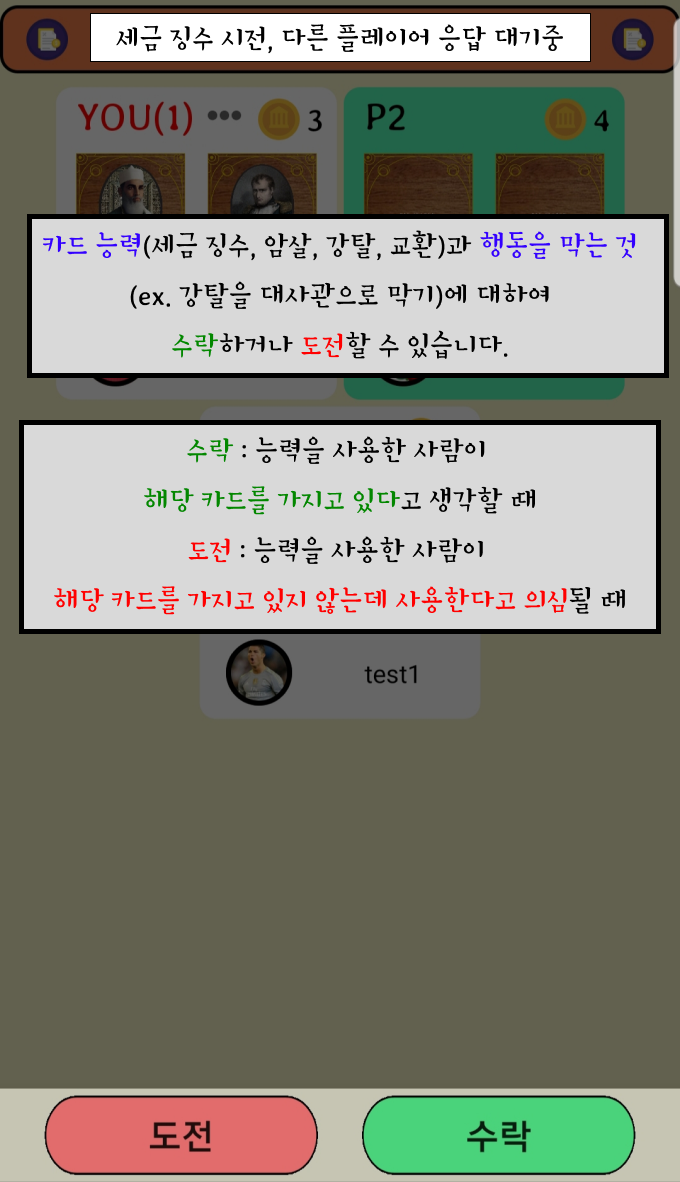 세금 징수 시전, 다른 플레이어 응답 대기중
YOU(1) ••• 3
P2 4
카드 능력(세금 징수, 암살, 강탈, 교환)과 행동을 막는 것
(ex. 강탈을 대사관으로 막기)에 대하여
수락하거나 도전할 수 있습니다.
수락 : 능력을 사용한 사람이
해당 카드를 가지고 있다고 생각할 때
도전 : 능력을 사용한 사람이
해당 카드를 가지고 있지 않는데 사용한다고 의심될 때
test1
도전
수락